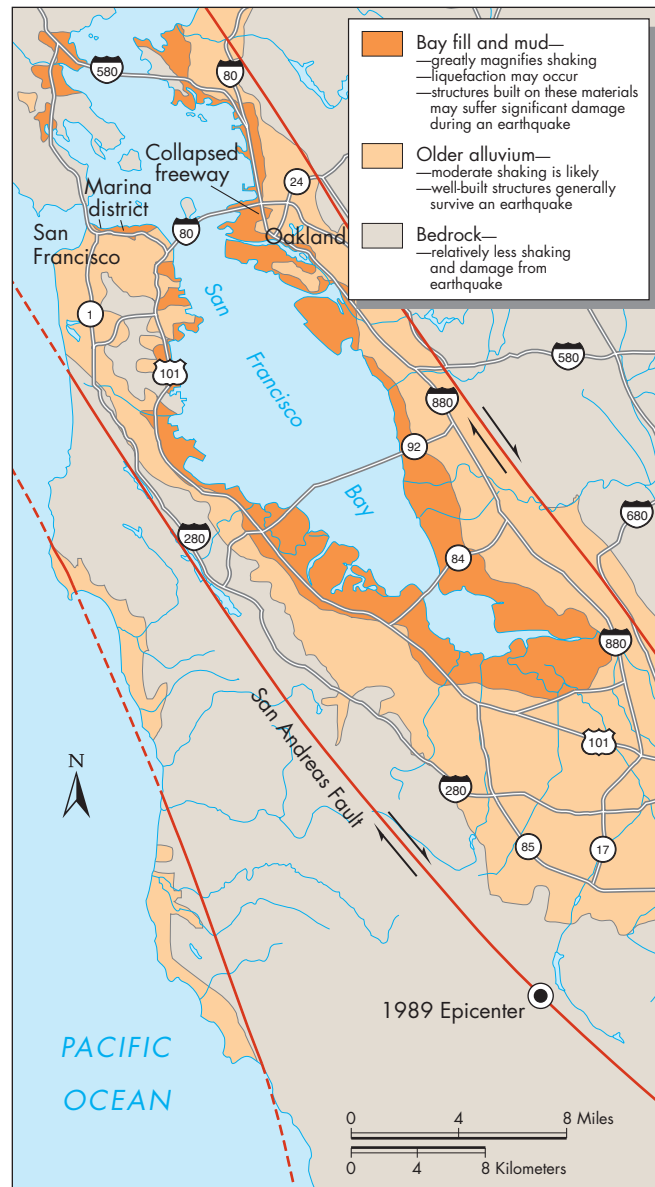 Bay fill and mud—
—greatly magnifies shaking
—liquefaction may occur
—structures built on these materials
may suffer significant damage
during an earthquake
Older alluvium—
—moderate shaking is likely
—well-built structures generally
survive an earthquake
Bedrock—
—relatively less shaking
and damage from
earthquake
580
80
Collapsed
freeway
24
Marina
district
San
Francisco
80
Oakland
1
San
Francisco
Bay
101
580
880
92
680
280
84
880
San Andreas Fault
101
N
280
85
17
1989 Epicenter
PACIFIC
OCEAN
0 4 8 Miles
0 4 8 Kilometers